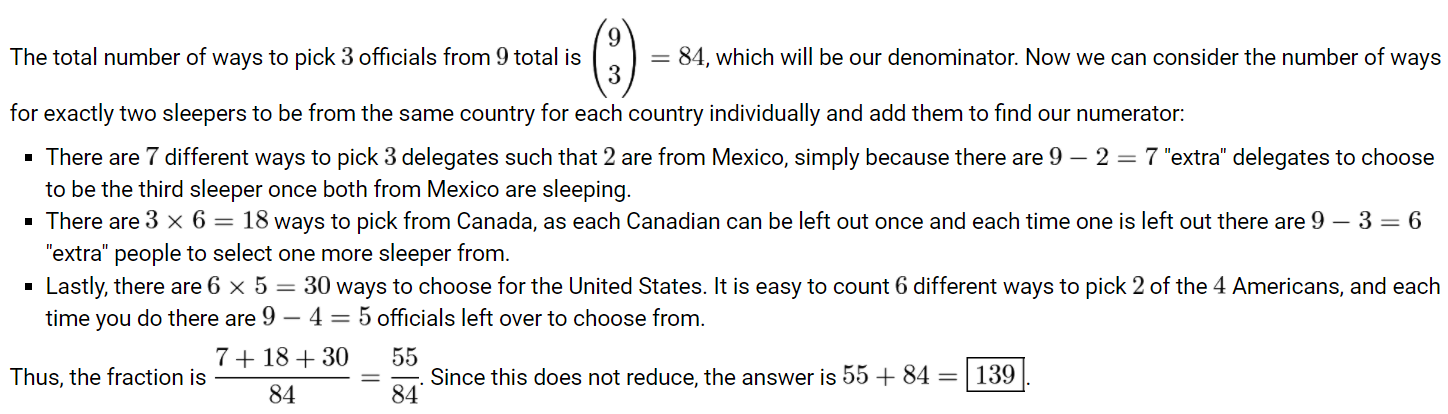 The total number of ways to pick 3 officials from 9 total is $\binom{9}{3} = 84$, which will be our denominator. Now we can consider the number of ways
for exactly two sleepers to be from the same country for each country individually and add them to find our numerator:
▪ There are 7 different ways to pick 3 delegates such that 2 are from Mexico, simply because there are 9 − 2 = 7 "extra" delegates to choose
to be the third sleeper once both from Mexico are sleeping.
▪ There are 3 × 6 = 18 ways to pick from Canada, as each Canadian can be left out once and each time one is left out there are 9 − 3 = 6
"extra" people to select one more sleeper from.
▪ Lastly, there are 6 × 5 = 30 ways to choose for the United States. It is easy to count 6 different ways to pick 2 of the 4 Americans, and each
time you do there are 9 − 4 = 5 officials left over to choose from.
Thus, the fraction is $\frac{7 + 18 + 30}{84} = \frac{55}{84}$. Since this does not reduce, the answer is 55 + 84 = $\boxed{139}$.